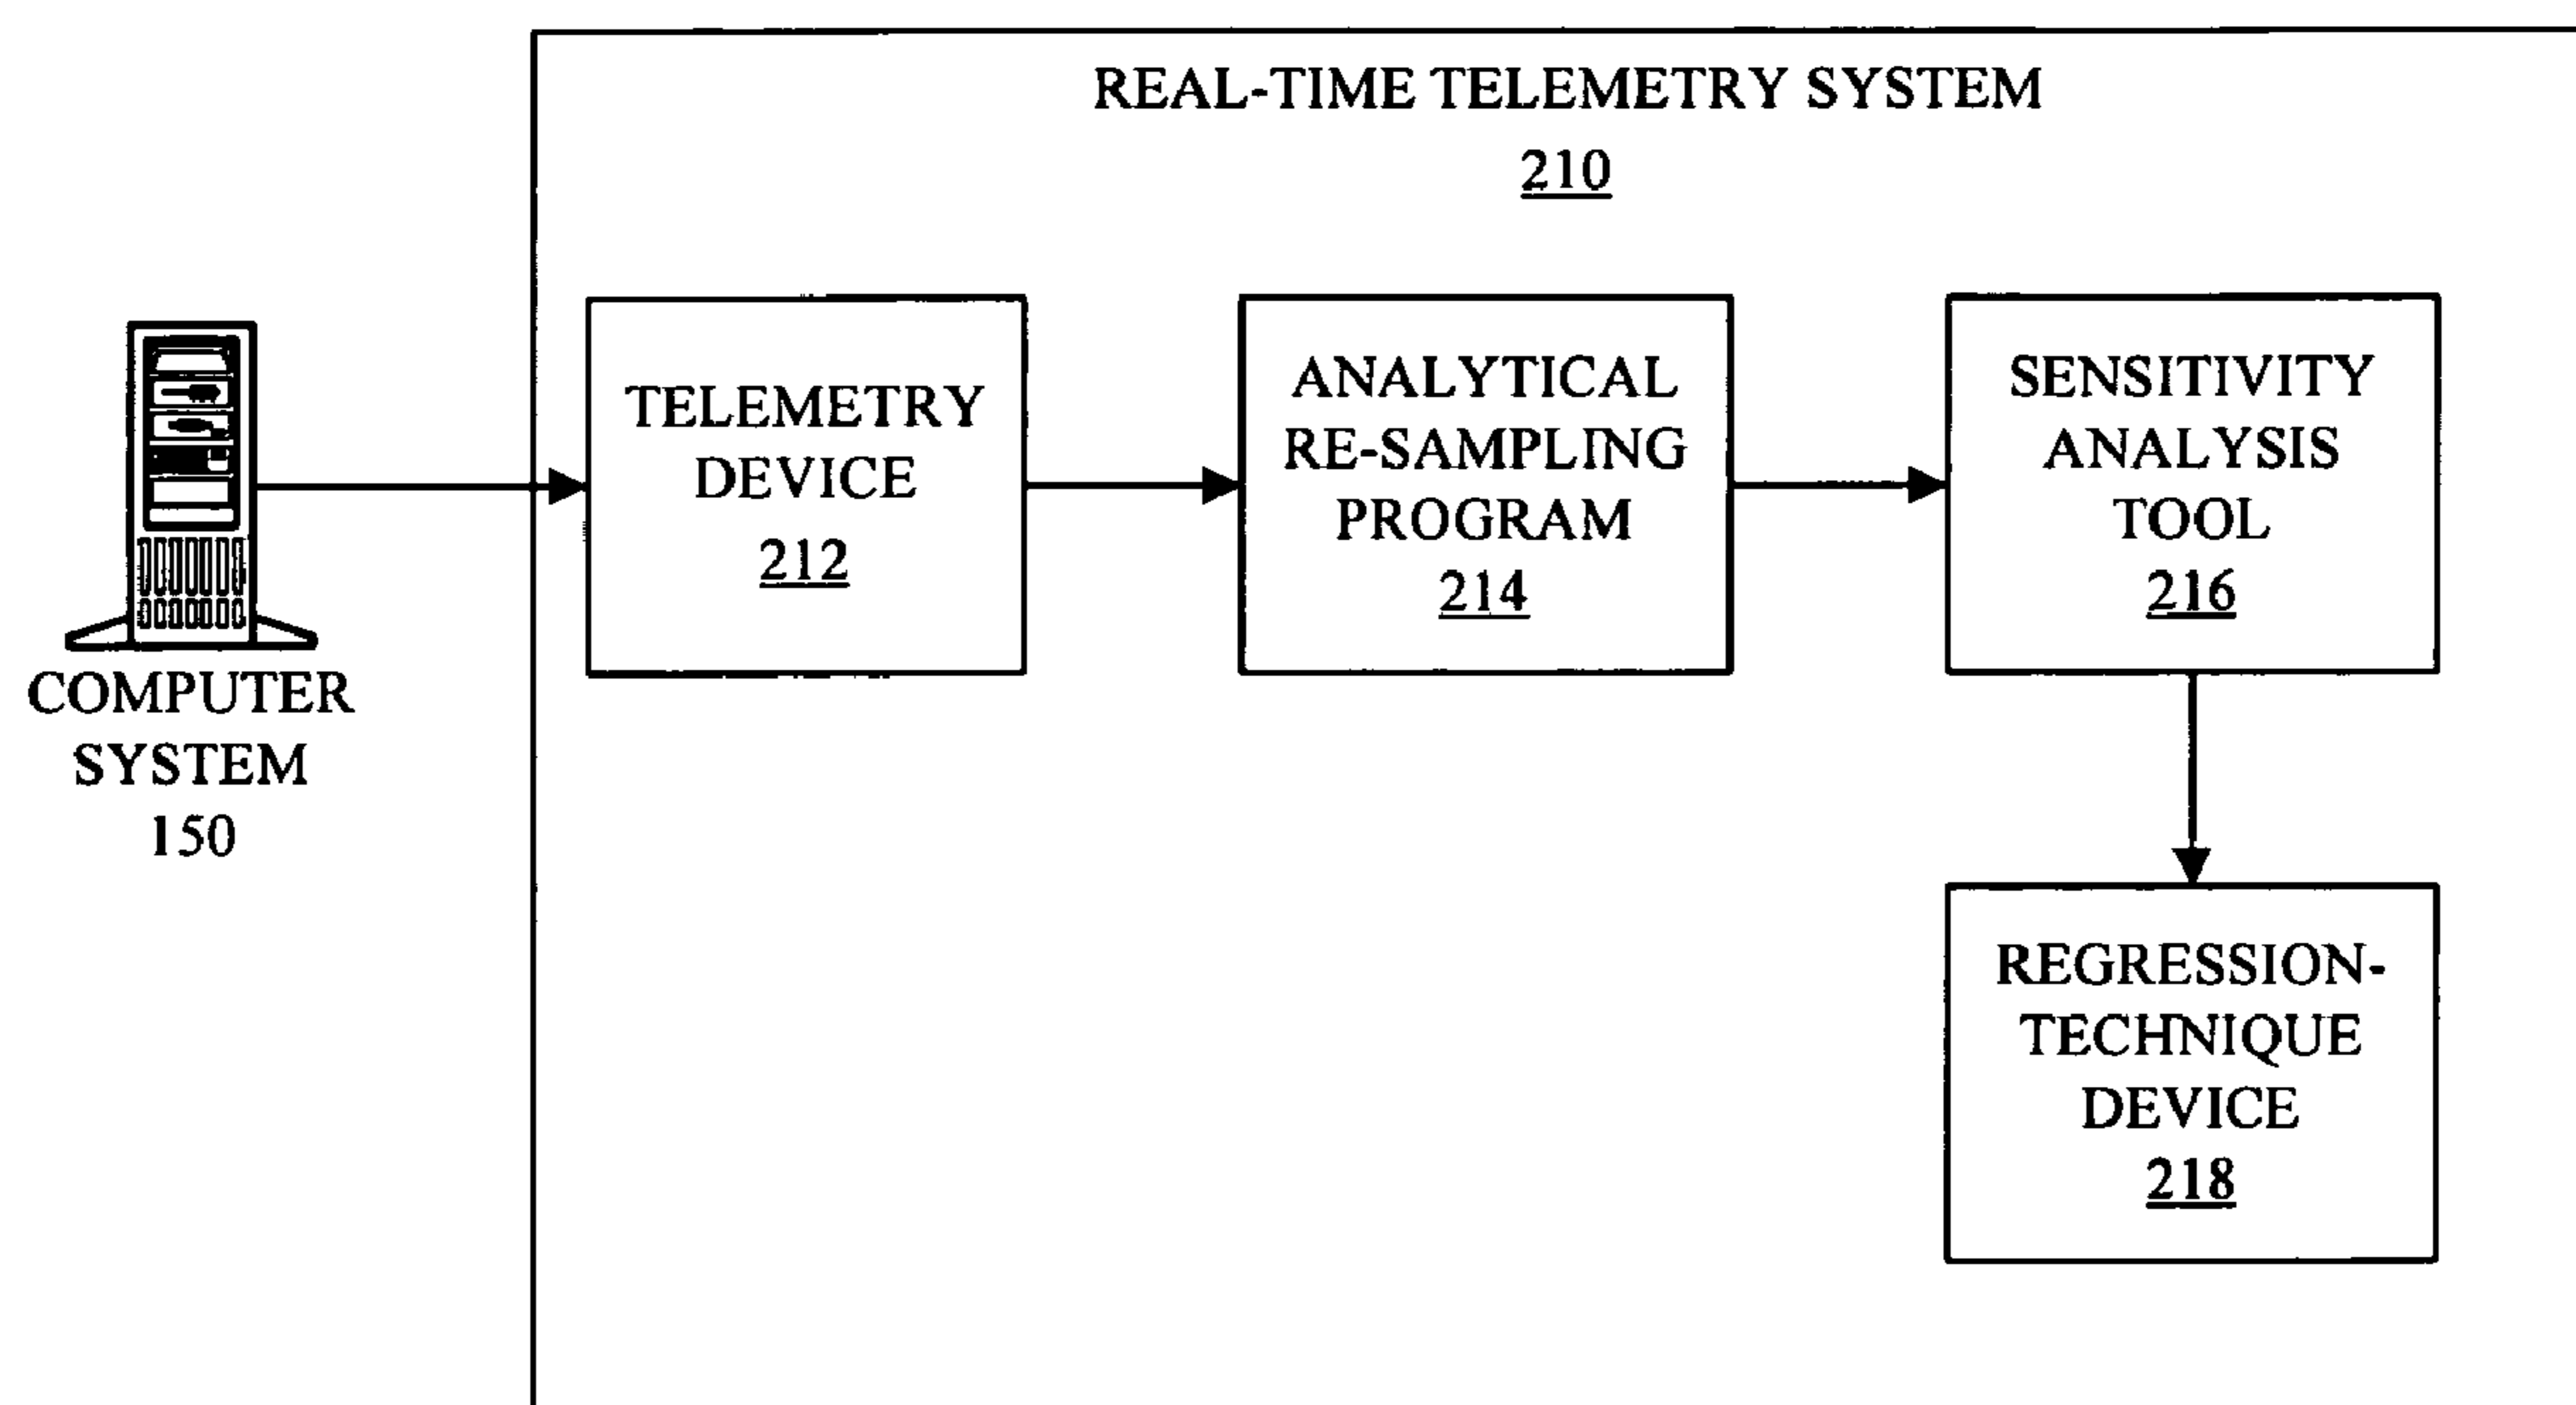 REAL-TIME TELEMETRY SYSTEM
210
TELEMETRY
DEVICE
212
ANALYTICAL
RE-SAMPLING
PROGRAM
214
SENSITIVITY
ANALYSIS
TOOL
216
COMPUTER
SYSTEM
150
REGRESSION-
TECHNIQUE
DEVICE
218